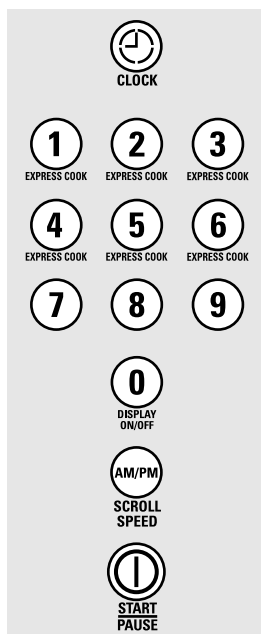 CLOCK
1 2 3
EXPRESS COOK EXPRESS COOK EXPRESS COOK
4 5 6
EXPRESS COOK EXPRESS COOK EXPRESS COOK
7 8 9
0
DISPLAY
ON/OFF
AM/PM
SCROLL
SPEED
START
PAUSE